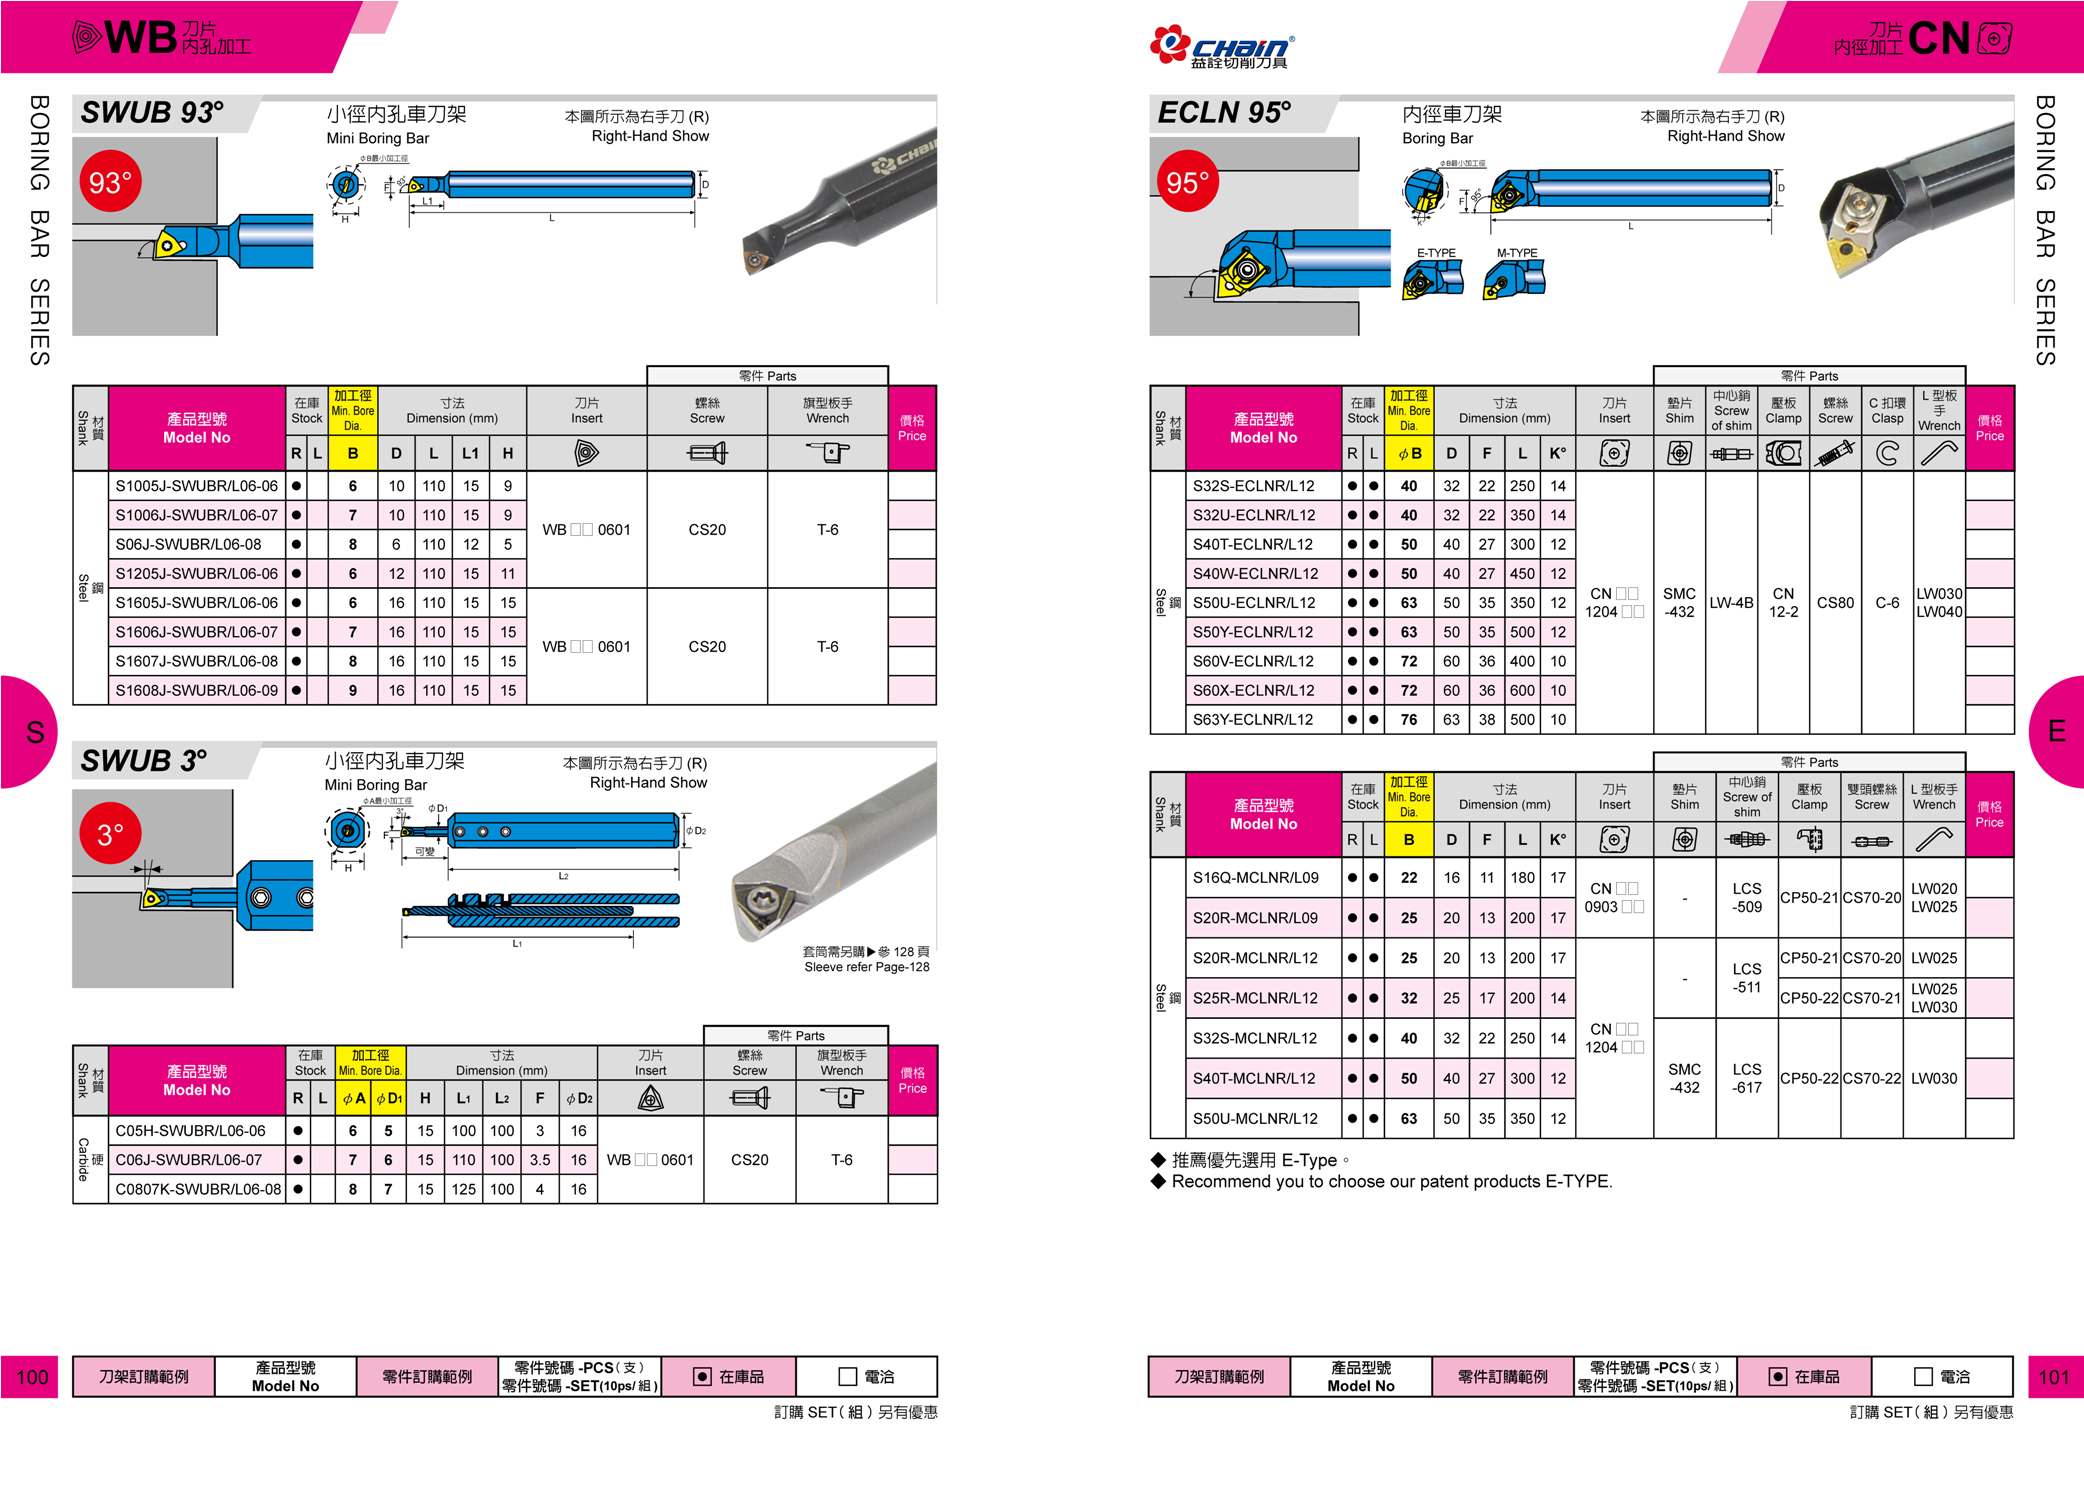 WB 刀片
內孔加工
BORING BAR SERIES
SWUB 93°
小徑內孔車刀架
Mini Boring Bar
本圖所示為右手刀 (R)
Right-Hand Show
93°
φB最小加工徑
H
F
93°
L1
L
D
CHAIN
零件 Parts
材質 Shank
產品型號
Model No
在庫
Stock
加工徑
Min. Bore
Dia.
寸法
Dimension (mm)
刀片
Insert
螺絲
Screw
旗型板手
Wrench
價格
Price
R L B D L L1 H
鋼 Steel
S1005J-SWUBR/L06-06 ● 6 10 110 15 9
S1006J-SWUBR/L06-07 ● 7 10 110 15 9
WB □□ 0601 CS20 T-6
S06J-SWUBR/L06-08 ● 8 6 110 12 5
S1205J-SWUBR/L06-06 ● 6 12 110 15 11
S1605J-SWUBR/L06-06 ● 6 16 110 15 15
S1606J-SWUBR/L06-07 ● 7 16 110 15 15
WB □□ 0601 CS20 T-6
S1607J-SWUBR/L06-08 ● 8 16 110 15 15
S1608J-SWUBR/L06-09 ● 9 16 110 15 15
S
SWUB 3°
小徑內孔車刀架
Mini Boring Bar
本圖所示為右手刀 (R)
Right-Hand Show
3°
φA最小加工徑
H
F
3°
φD1
可變
φD2
L2
L1
套筒需另購▶參 128 頁
Sleeve refer Page-128
零件 Parts
材質 Shank
產品型號
Model No
在庫
Stock
加工徑
Min. Bore Dia.
寸法
Dimension (mm)
刀片
Insert
螺絲
Screw
旗型板手
Wrench
價格
Price
R L φA φD1 H L1 L2 F φD2
硬 Carbide
C05H-SWUBR/L06-06 ● 6 5 15 100 100 3 16
C06J-SWUBR/L06-07 ● 7 6 15 110 100 3.5 16 WB □□ 0601 CS20 T-6
C0807K-SWUBR/L06-08 ● 8 7 15 125 100 4 16
100
刀架訂購範例
產品型號
Model No
零件訂購範例
零件號碼 -PCS（支）
零件號碼 -SET(10ps/ 組 )
● 在庫品
□ 電洽
訂購 SET（ 組 ）另有優惠
CHAIN®
益詮切削刀具
刀片
內徑加工 CN
BORING BAR SERIES
ECLN 95°
內徑車刀架
Boring Bar
本圖所示為右手刀 (R)
Right-Hand Show
95°
φB最小加工徑
K°
F
95°
D
L
E-TYPE
M-TYPE
零件 Parts
材質 Shank
產品型號
Model No
在庫
Stock
加工徑
Min. Bore
Dia.
寸法
Dimension (mm)
刀片
Insert
墊片
Shim
中心銷
Screw
of shim
壓板
Clamp
螺絲
Screw
C 扣環
Clasp
L 型板
手
Wrench
價格
Price
R L φB D F L K°
鋼 Steel
S32S-ECLNR/L12 ● ● 40 32 22 250 14
S32U-ECLNR/L12 ● ● 40 32 22 350 14
S40T-ECLNR/L12 ● ● 50 40 27 300 12
S40W-ECLNR/L12 ● ● 50 40 27 450 12
S50U-ECLNR/L12 ● ● 63 50 35 350 12
CN □□
1204 □□
SMC
-432
LW-4B
CN
12-2
CS80
C-6
LW030
LW040
S50Y-ECLNR/L12 ● ● 63 50 35 500 12
S60V-ECLNR/L12 ● ● 72 60 36 400 10
S60X-ECLNR/L12 ● ● 72 60 36 600 10
S63Y-ECLNR/L12 ● ● 76 63 38 500 10
E
零件 Parts
材質 Shank
產品型號
Model No
在庫
Stock
加工徑
Min. Bore
Dia.
寸法
Dimension (mm)
刀片
Insert
墊片
Shim
中心銷
Screw of
shim
壓板
Clamp
雙頭螺絲
Screw
L 型板手
Wrench
價格
Price
R L B D F L K°
鋼 Steel
S16Q-MCLNR/L09 ● ● 22 16 11 180 17
CN □□
0903 □□
-
LCS
-509
CP50-21 CS70-20
LW020
LW025
S20R-MCLNR/L09 ● ● 25 20 13 200 17
S20R-MCLNR/L12 ● ● 25 20 13 200 17
-
LCS
-511
CP50-21 CS70-20 LW025
S25R-MCLNR/L12 ● ● 32 25 17 200 14
CP50-22 CS70-21
LW025
LW030
S32S-MCLNR/L12 ● ● 40 32 22 250 14
CN □□
1204 □□
S40T-MCLNR/L12 ● ● 50 40 27 300 12
SMC
-432
LCS
-617
CP50-22 CS70-22 LW030
S50U-MCLNR/L12 ● ● 63 50 35 350 12
◆ 推薦優先選用 E-Type。
◆ Recommend you to choose our patent products E-TYPE.
刀架訂購範例
產品型號
Model No
零件訂購範例
零件號碼 -PCS（支）
零件號碼 -SET(10ps/ 組 )
● 在庫品
□ 電洽
101
訂購 SET（ 組 ）另有優惠